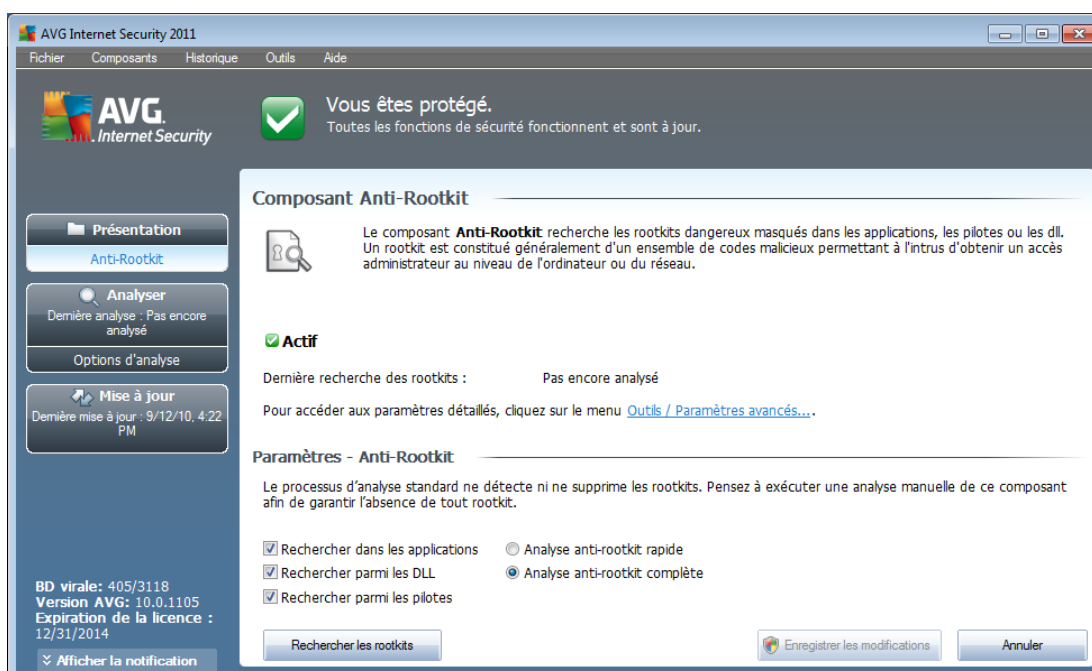 AVG Internet Security 2011
Fichier Composants Historique Outils Aide
AVG.
Internet Security
Vous êtes protégé.
Toutes les fonctions de sécurité fonctionnent et sont à jour.
Présentation
Anti-Rootkit
Analyser
Dernière analyse : Pas encore
analysé
Options d'analyse
Mise à jour
Dernière mise à jour : 9/12/10, 4:22
PM
BD virale: 405/3118
Version AVG: 10.0.1105
Expiration de la licence :
12/31/2014
Afficher la notification
Composant Anti-Rootkit
Le composant Anti-Rootkit recherche les rootkits dangereux masqués dans les applications, les pilotes ou les dll.
Un rootkit est constitué généralement d'un ensemble de codes malicieux permettant à l'intrus d'obtenir un accès
administrateur au niveau de l'ordinateur ou du réseau.
Actif
Dernière recherche des rootkits : Pas encore analysé
Pour accéder aux paramètres détaillés, cliquez sur le menu Outils / Paramètres avancés... .
Paramètres - Anti-Rootkit
Le processus d'analyse standard ne détecte ni ne supprime les rootkits. Pensez à exécuter une analyse manuelle de ce composant
afin de garantir l'absence de tout rootkit.
Rechercher dans les applications Analyse anti-rootkit rapide
Rechercher parmi les DLL Analyse anti-rootkit complète
Rechercher parmi les pilotes
Rechercher les rootkits Enregistrer les modifications Annuler